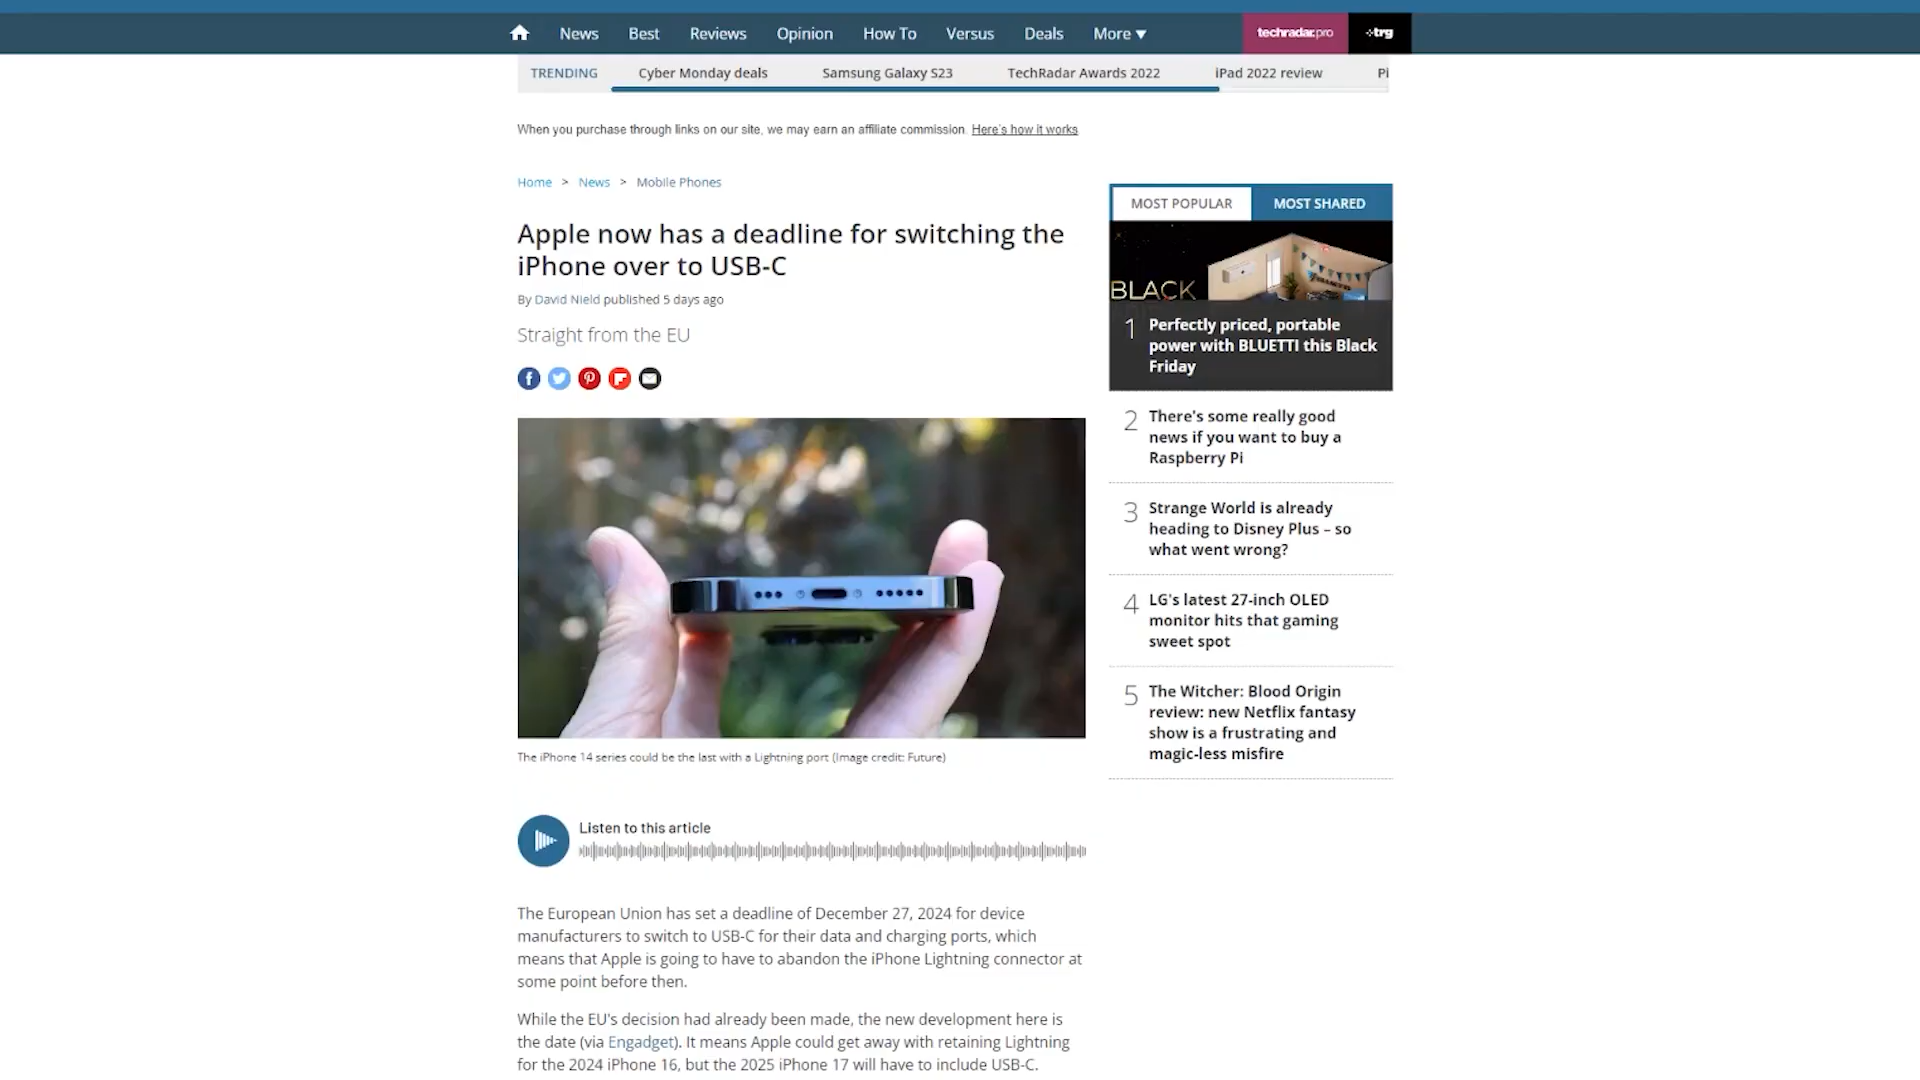 News Best Reviews Opinion How To Versus Deals More ▼ techradar.pro trg
TRENDING Cyber Monday deals Samsung Galaxy S23 TechRadar Awards 2022 iPad 2022 review Pi
When you purchase through links on our site, we may earn an affiliate commission. Here's how it works
Home > News > Mobile Phones
Apple now has a deadline for switching the
iPhone over to USB-C
By David Nield published 5 days ago
Straight from the EU
The iPhone 14 series could be the last with a Lightning port (Image credit: Future)
Listen to this article
The European Union has set a deadline of December 27, 2024 for device
manufacturers to switch to USB-C for their data and charging ports, which
means that Apple is going to have to abandon the iPhone Lightning connector at
some point before then.
While the EU's decision had already been made, the new development here is
the date (via Engadget). It means Apple could get away with retaining Lightning
for the 2024 iPhone 16, but the 2025 iPhone 17 will have to include USB-C.
MOST POPULAR MOST SHARED
BLACK
1 Perfectly priced, portable
power with BLUETTI this Black
Friday
2 There's some really good
news if you want to buy a
Raspberry Pi
3 Strange World is already
heading to Disney Plus – so
what went wrong?
4 LG's latest 27-inch OLED
monitor hits that gaming
sweet spot
5 The Witcher: Blood Origin
review: new Netflix fantasy
show is a frustrating and
magic-less misfire